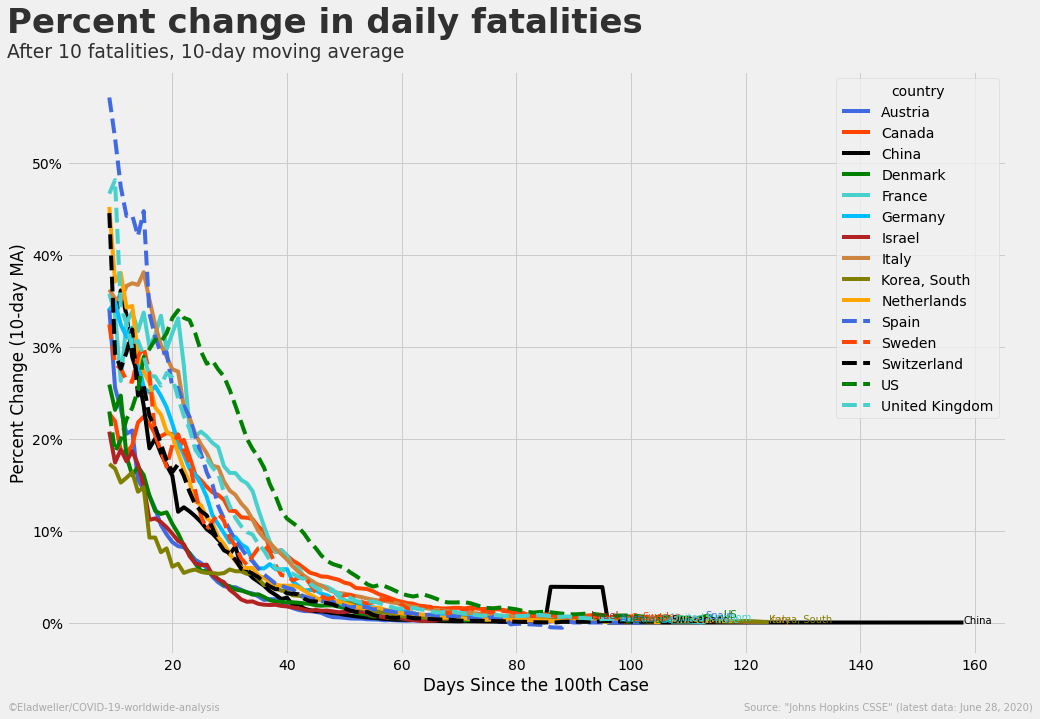 Percent change in daily fatalities
After 10 fatalities, 10-day moving average
country
Austria
Canada
China
Denmark
France
Germany
Israel
Italy
Korea, South
Netherlands
Spain
Sweden
Switzerland
US
United Kingdom
Percent Change (10-day MA)
50%
40%
30%
20%
10%
0%
US
Korea, South
China
20 40 60 80 100 120 140 160
Days Since the 100th Case
©Eladweller/COVID-19-worldwide-analysis
Source: "Johns Hopkins CSSE" (latest data: June 28, 2020)